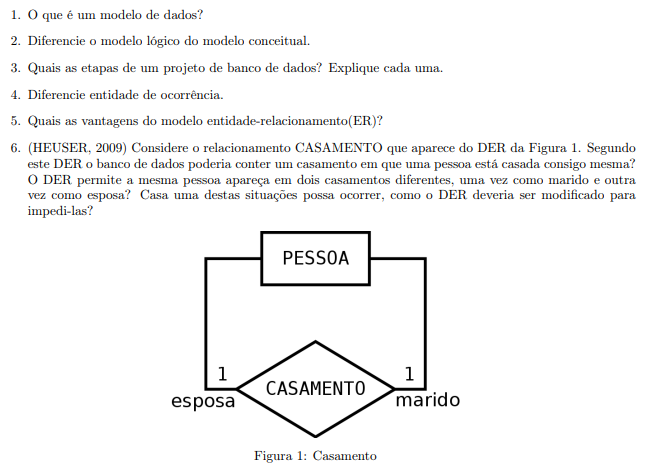 1. O que é um modelo de dados?
2. Diferencie o modelo lógico do modelo conceitual.
3. Quais as etapas de um projeto de banco de dados? Explique cada uma.
4. Diferencie entidade de ocorrência.
5. Quais as vantagens do modelo entidade-relacionamento(ER)?
6. (HEUSER, 2009) Considere o relacionamento CASAMENTO que aparece do DER da Figura 1. Segundo
este DER o banco de dados poderia conter um casamento em que uma pessoa está casada consigo mesma?
O DER permite a mesma pessoa apareça em dois casamentos diferentes, uma vez como marido e outra
vez como esposa? Casa uma destas situações possa ocorrer, como o DER deveria ser modificado para
impedi-las?
PESSOA
1
1
CASAMENTO
esposa
marido
Figura 1: Casamento